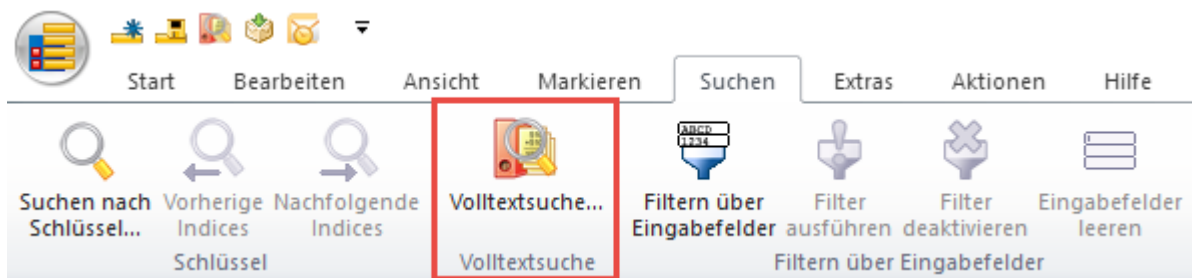 Start Bearbeiten Ansicht Markieren Suchen Extras Aktionen Hilfe
Suchen nach Schlüssel...
Vorherige Indices
Nachfolgende Indices
Schlüssel
Volltextsuche...
Volltextsuche
ABCD
1234
Filtern über Eingabefelder
Filter ausführen
Filter deaktivieren
Eingabefelder leeren
Filtern über Eingabefelder